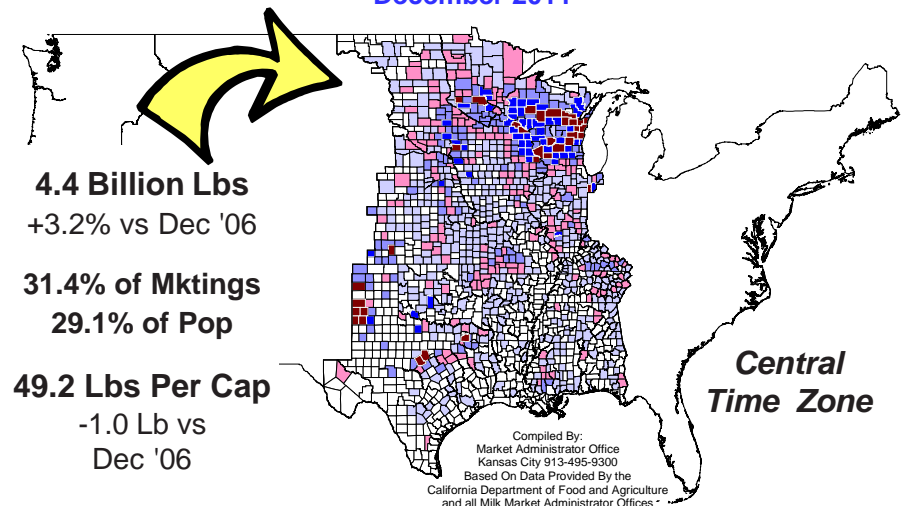 4.4 Billion Lbs
+3.2% vs Dec '06
31.4% of Mktings
29.1% of Pop
49.2 Lbs Per Cap
-1.0 Lb vs
Dec '06
Central
Time Zone
Compiled By:
Market Administrator Office
Kansas City 913-495-9300
Based On Data Provided By the
California Department of Food and Agriculture
and all Milk Market Administrator Offices